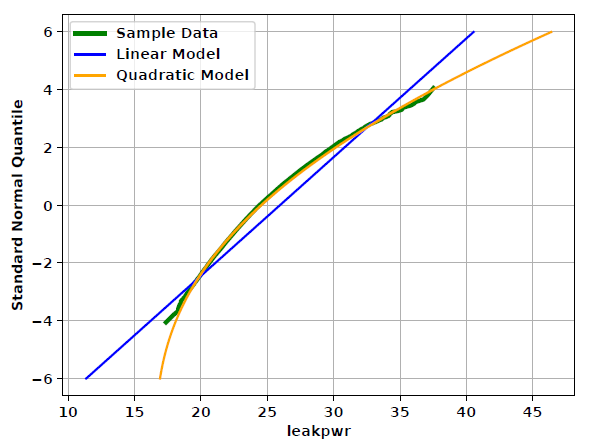 Sample Data
Linear Model
Quadratic Model
Standard Normal Quantile
6
4
2
0
−2
−4
−6
10 15 20 25 30 35 40 45
leakpwr